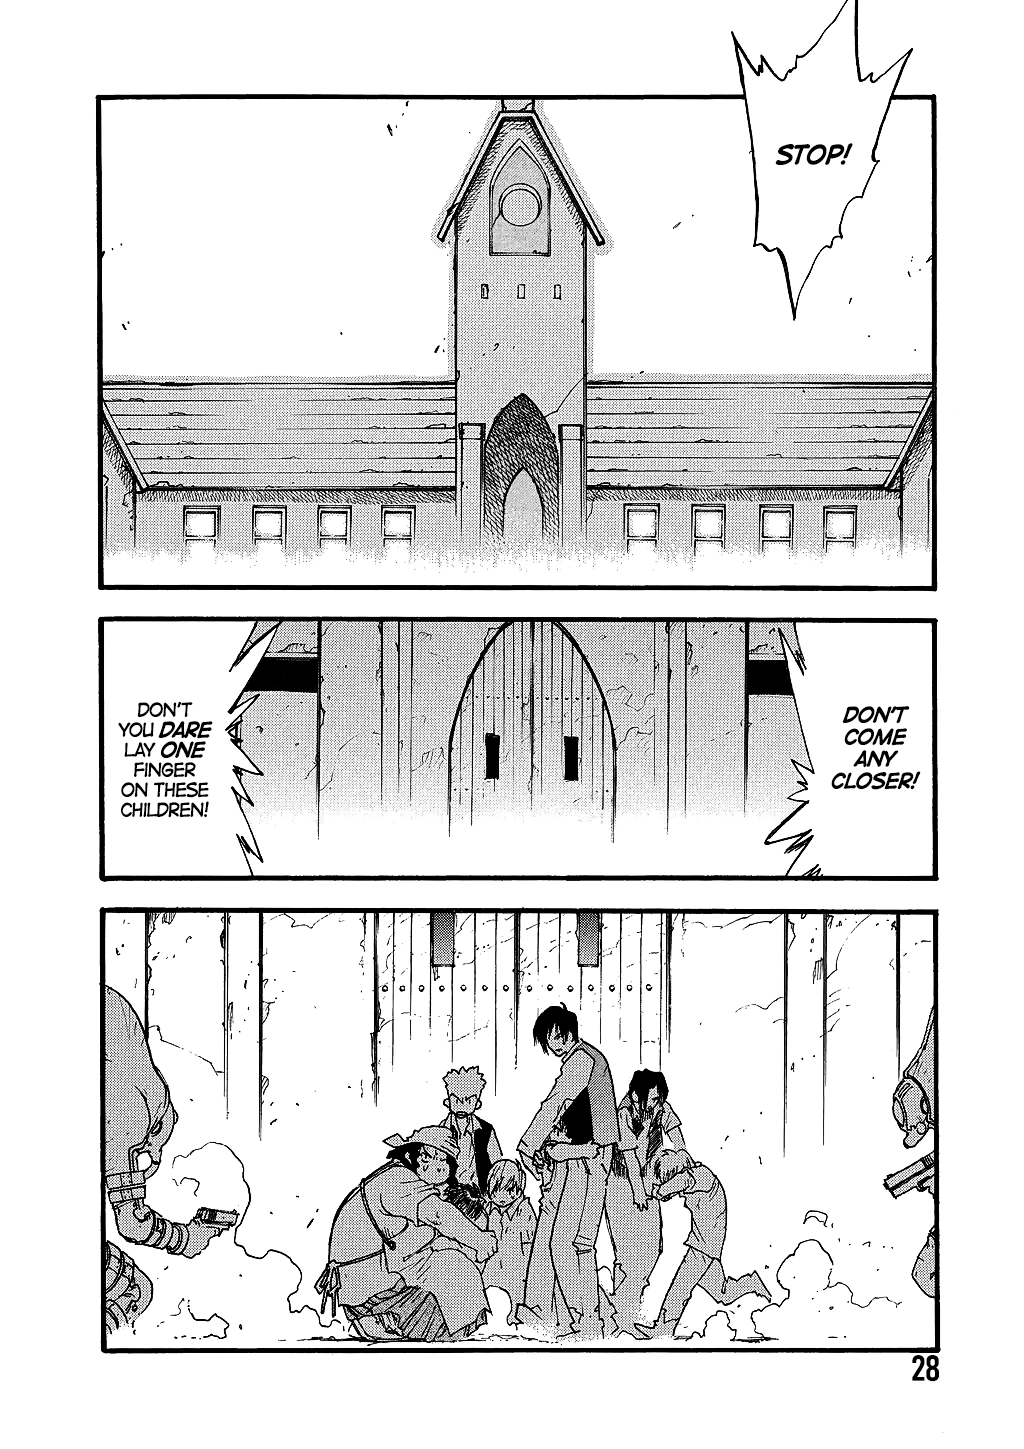 STOP!
DON'T
COME
ANY
CLOSER!
DON'T
YOU DARE
LAY ONE
FINGER
ON THESE
CHILDREN!
28